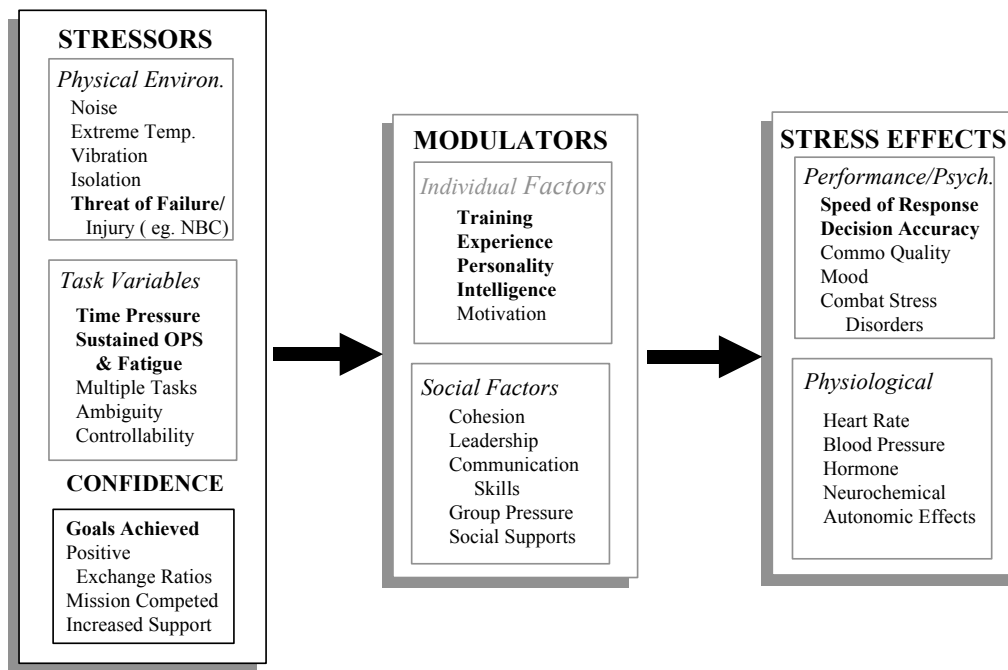 STRESSORS
Physical Environ.
Noise
Extreme Temp.
Vibration
Isolation
Threat of Failure/
Injury ( eg. NBC)
Task Variables
Time Pressure
Sustained OPS
& Fatigue
Multiple Tasks
Ambiguity
Controllability
CONFIDENCE
Goals Achieved
Positive
Exchange Ratios
Mission Competed
Increased Support
MODULATORS
Individual Factors
Training
Experience
Personality
Intelligence
Motivation
Social Factors
Cohesion
Leadership
Communication
Skills
Group Pressure
Social Supports
STRESS EFFECTS
Performance/Psych.
Speed of Response
Decision Accuracy
Commo Quality
Mood
Combat Stress
Disorders
Physiological
Heart Rate
Blood Pressure
Hormone
Neurochemical
Autonomic Effects